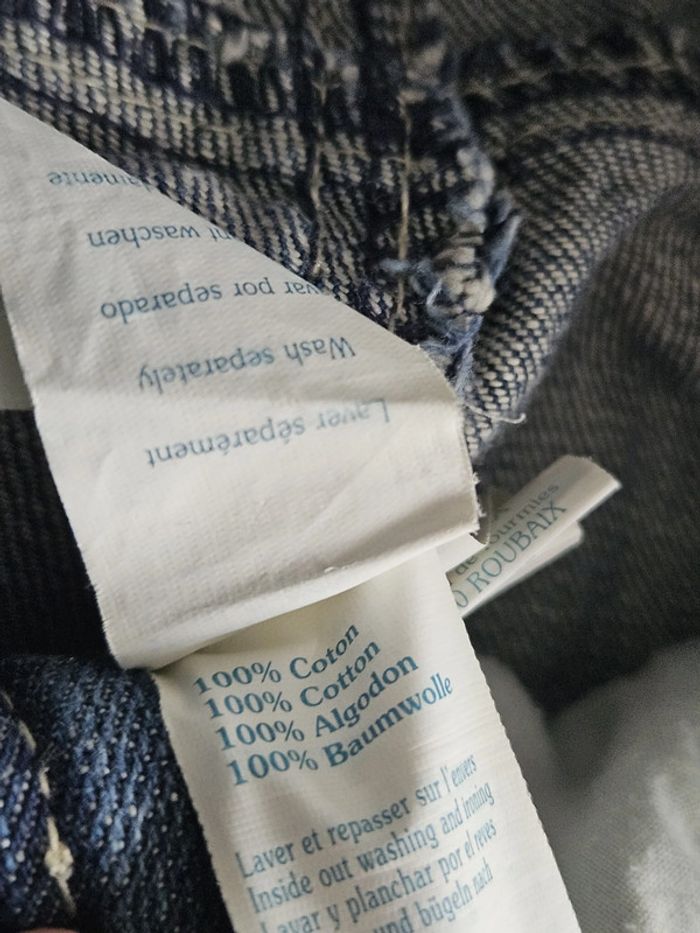 Laver séparément
Wash separately
por separado
waschen
ROUBAIX
100% Coton
100% Cotton
100% Algodon
100% Baumwolle
Laver et repasser sur l'envers
Inside out washing and ironing
Lavar y planchar por el reves
und bügeln nach